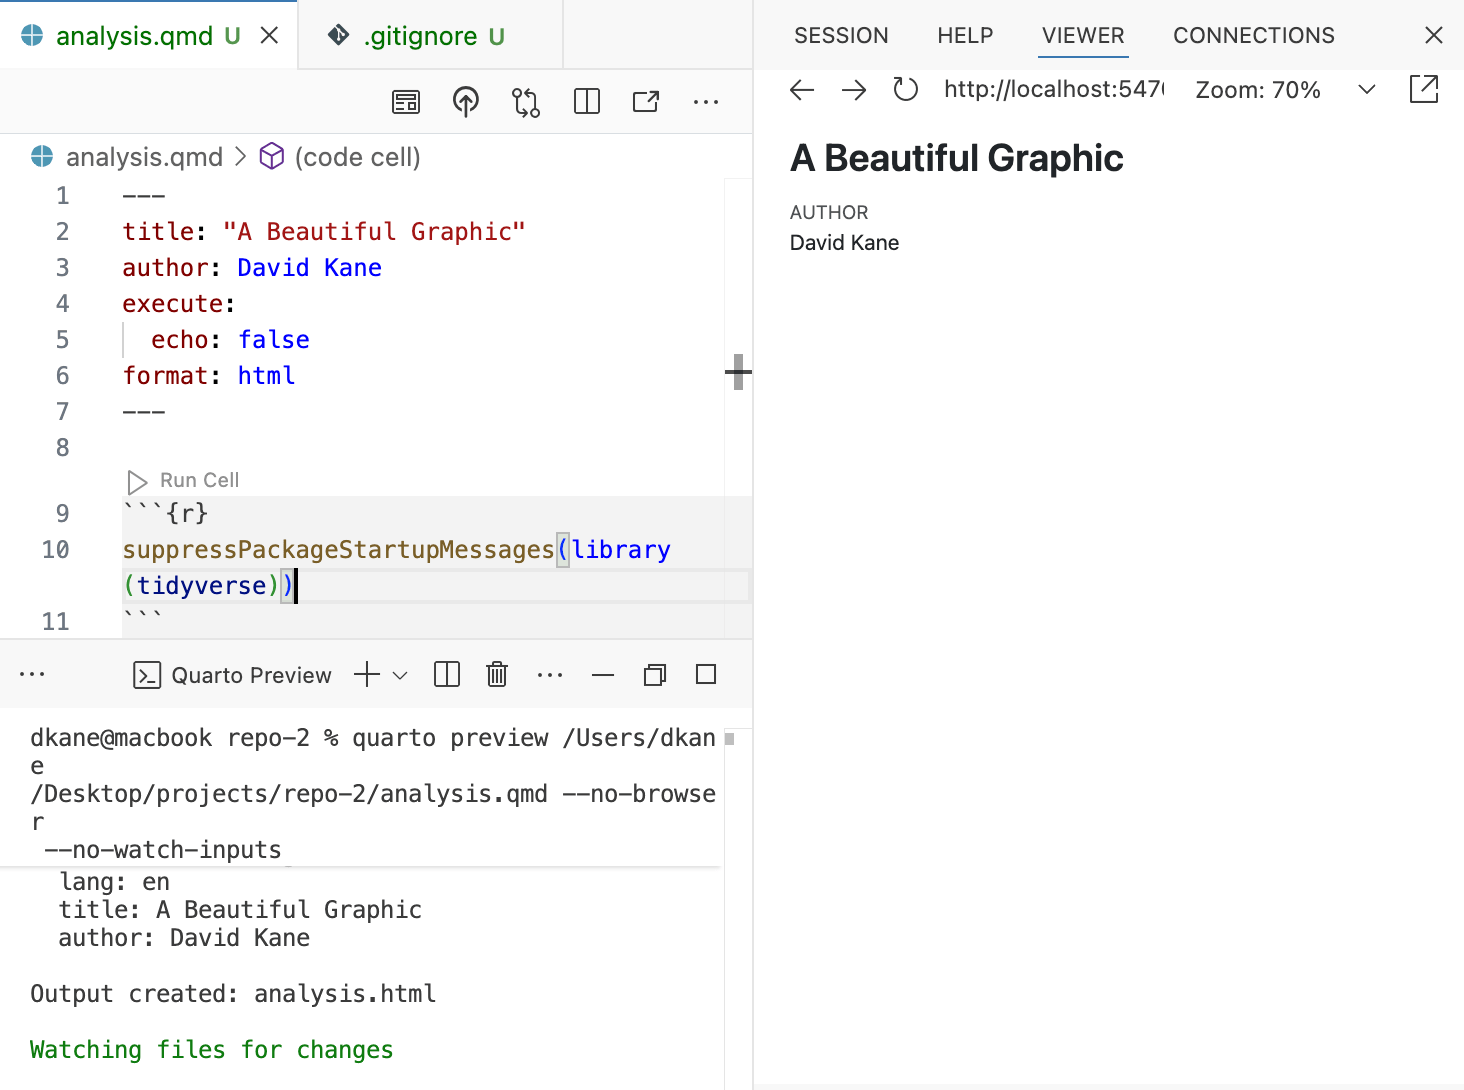 analysis.qmd U
.gitignore U
analysis.qmd > (code cell)
1 ---
2 title: "A Beautiful Graphic"
3 author: David Kane
4 execute:
5 echo: false
6 format: html
7 ---
8
Run Cell
9 ```{r}
10 suppressPackageStartupMessages(library
(tidyverse))
11 ```
Quarto Preview
dkane@macbook repo-2 % quarto preview /Users/dkan
e
/Desktop/projects/repo-2/analysis.qmd --no-browse
r
--no-watch-inputs
lang: en
title: A Beautiful Graphic
author: David Kane
Output created: analysis.html
Watching files for changes
SESSION HELP VIEWER CONNECTIONS
http://localhost:547 Zoom: 70%
A Beautiful Graphic
AUTHOR
David Kane